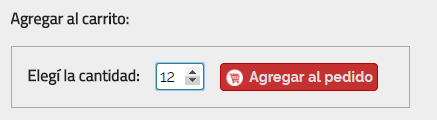 Agregar al carrito:
Elegí la cantidad: 12 Agregar al pedido